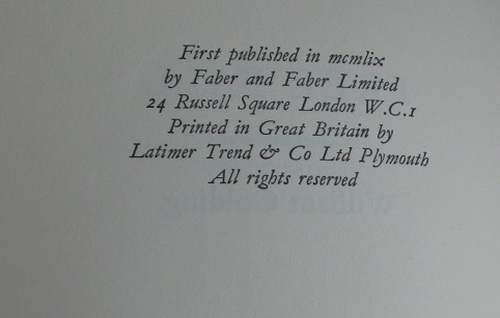 First published in mcmlix
by Faber and Faber Limited
24 Russell Square London W.C.1
Printed in Great Britain by
Latimer Trend & Co Ltd Plymouth
All rights reserved